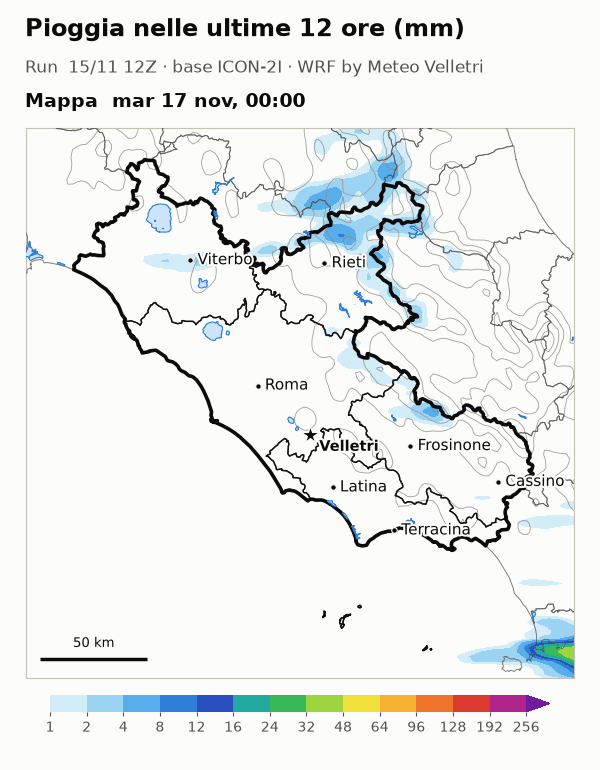 Pioggia nelle ultime 12 ore (mm)
Run 15/11 12Z · base ICON-2I · WRF by Meteo Velletri
Mappa mar 17 nov, 00:00
Viterbo
Rieti
Roma
Velletri
Frosinone
Latina
Cassino
Terracina
50 km
1 2 4 8 12 16 24 32 48 64 96 128 192 256